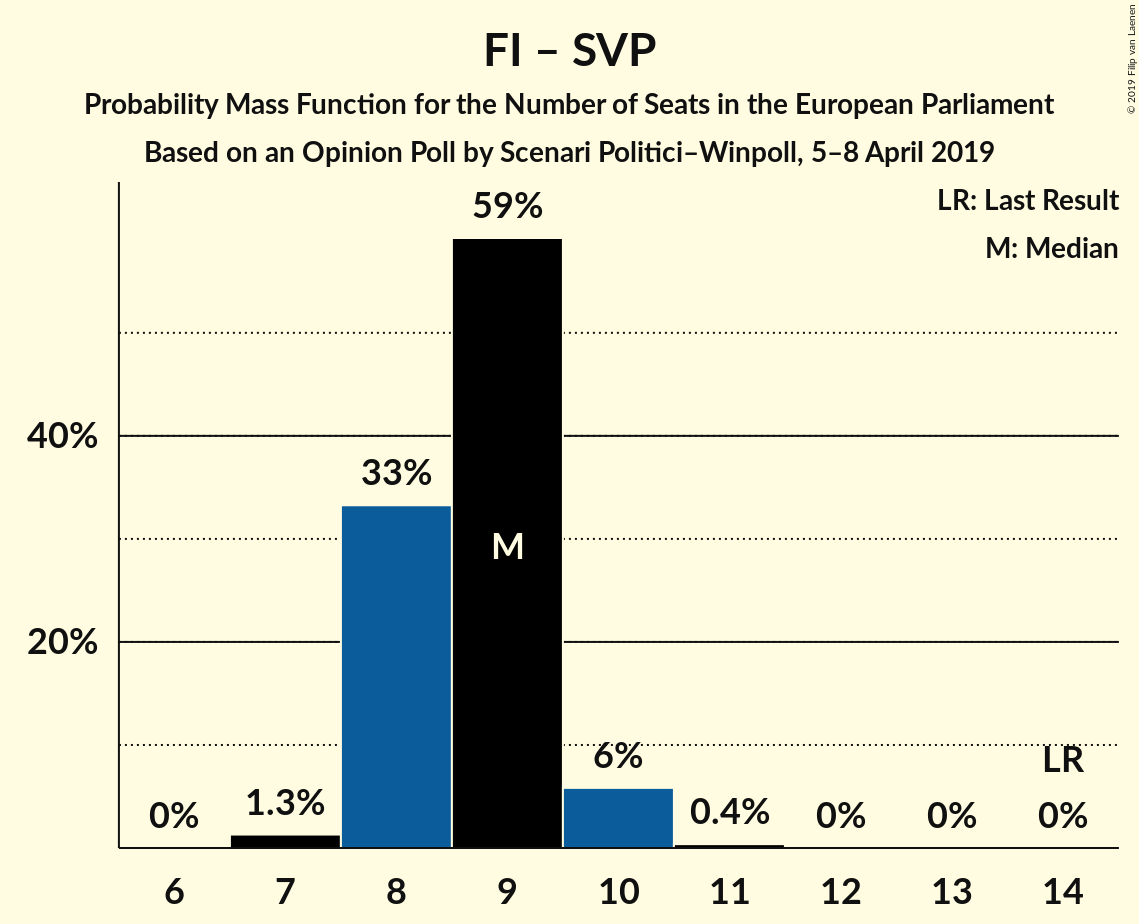 FI – SVP
Probability Mass Function for the Number of Seats in the European Parliament
Based on an Opinion Poll by Scenari Politici–Winpoll, 5–8 April 2019
© 2019 Filip van Laenen
LR: Last Result
M: Median
59%
40%
33%
M
20%
6%
LR
0%
1.3%
0.4%
0%
0%
0%
6
7
8
9
10
11
12
13
14